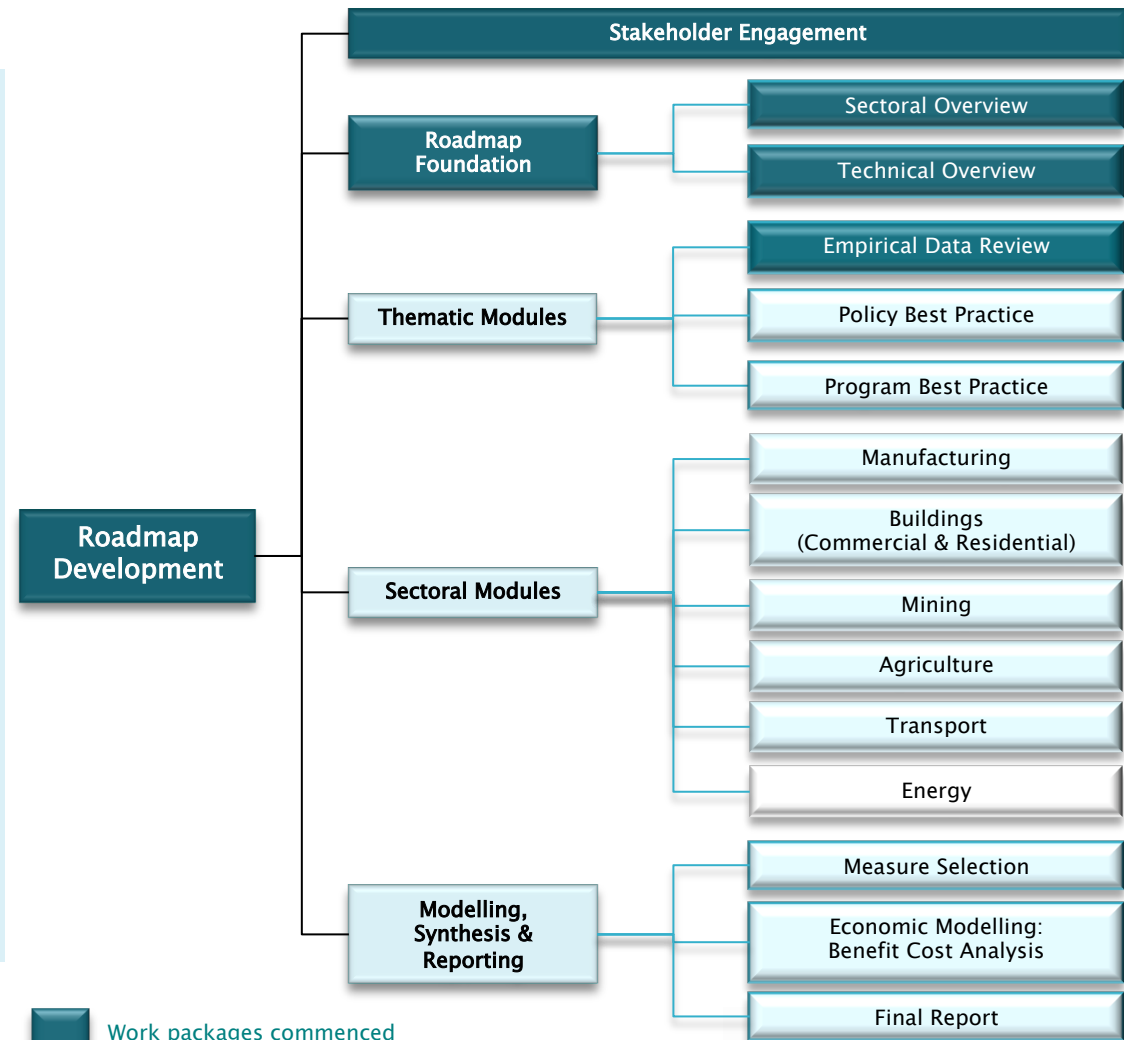 Stakeholder Engagement
Sectoral Overview
Roadmap
Foundation
Technical Overview
Empirical Data Review
Thematic Modules
Policy Best Practice
Program Best Practice
Manufacturing
Buildings
(Commercial & Residential)
Roadmap
Development
Sectoral Modules
Mining
Agriculture
Transport
Energy
Measure Selection
Modelling,
Synthesis &
Reporting
Economic Modelling:
Benefit Cost Analysis
Final Report
Work packages commenced